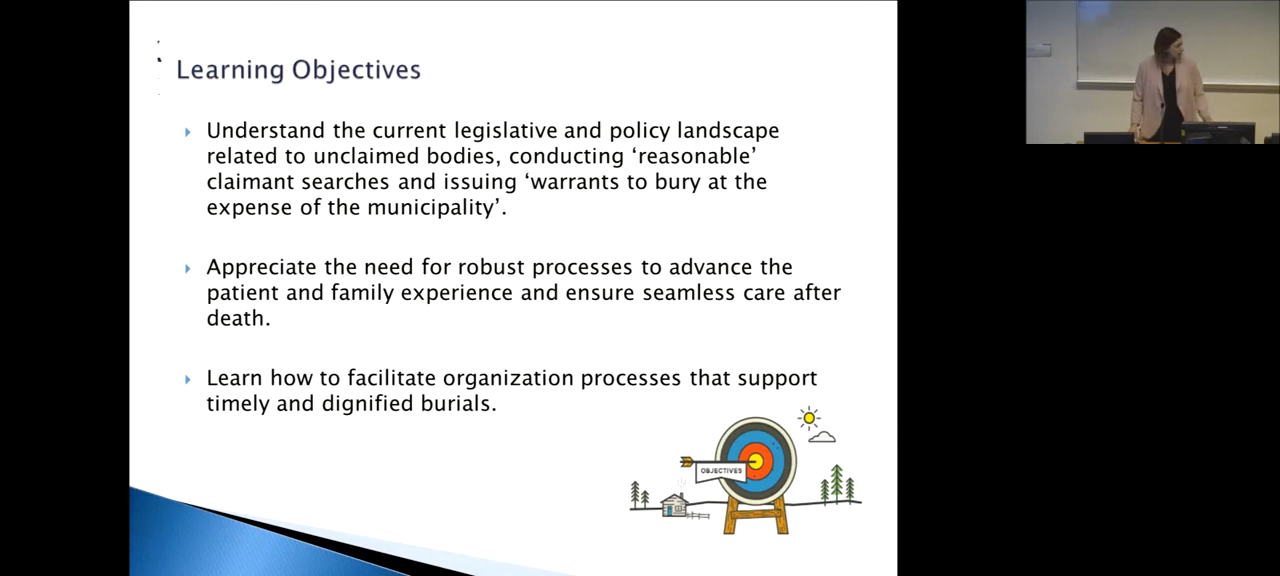 Learning Objectives
Understand the current legislative and policy landscape
related to unclaimed bodies, conducting ‘reasonable’
claimant searches and issuing ‘warrants to bury at the
expense of the municipality’.
Appreciate the need for robust processes to advance the
patient and family experience and ensure seamless care after
death.
Learn how to facilitate organization processes that support
timely and dignified burials.
OBJECTIVES